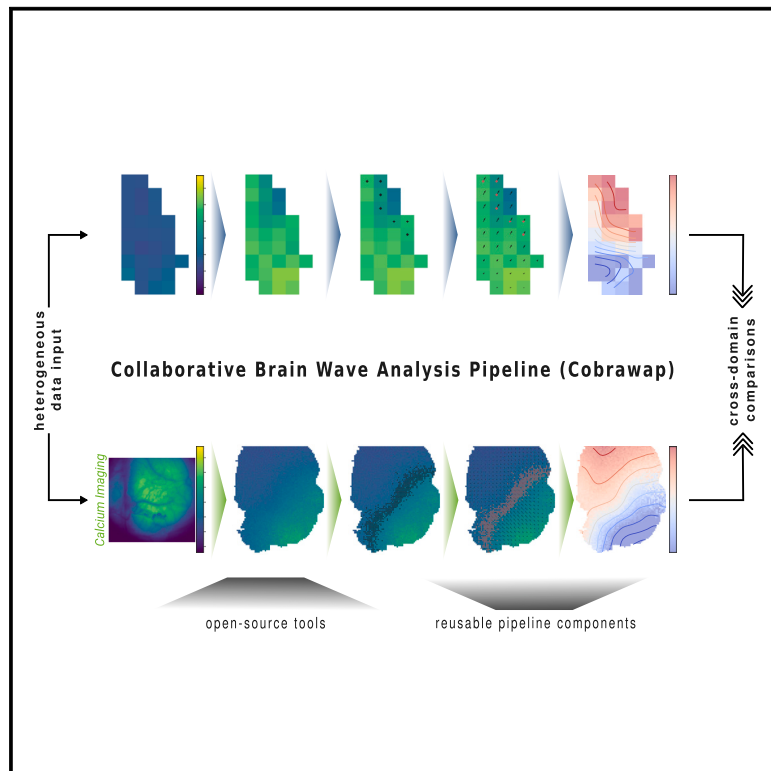 heterogeneous
data input
Collaborative Brain Wave Analysis Pipeline (Cobrawap)
cross-domain
comparisons
Calcium Imaging
open-source tools
reusable pipeline components